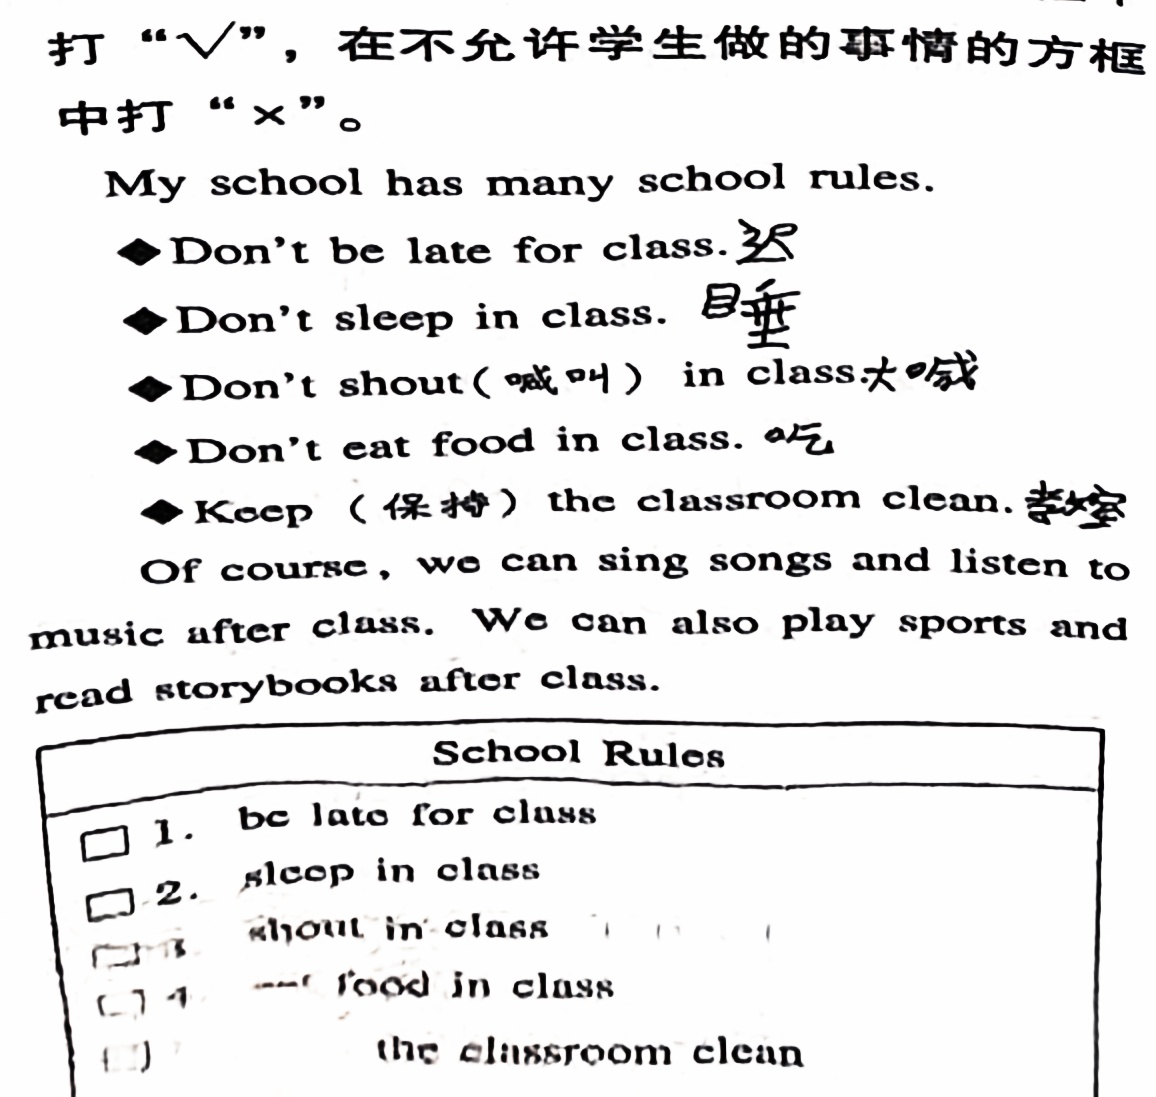 打“√”，在不允许学生做的事情的方框
中打“×”。
My school has many school rules.
◆Don't be late for class.迟
◆Don't sleep in class. 睡
◆Don't shout(喊叫) in class.大喊
◆Don't eat food in class. 吃
◆Keep (保持) the classroom clean.教室
Of course, we can sing songs and listen to
music after class. We can also play sports and
read storybooks after class.
School Rules
□ 1. be late for class
□ 2. sleep in class
□ 3 shout in class
□ 4 food in class
□ the classroom clean